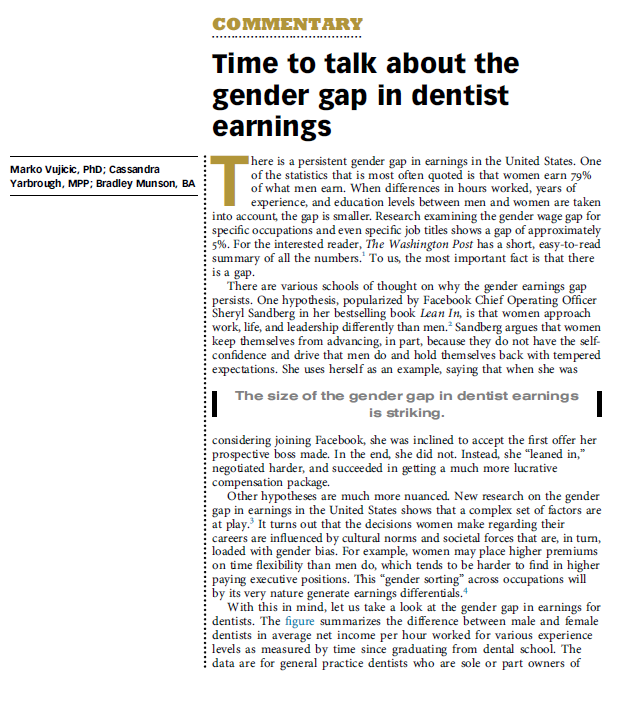 COMMENTARY
Time to talk about the
gender gap in dentist
earnings
Marko Vujicic, PhD; Cassandra
Yarbrough, MPP; Bradley Munson, BA
There is a persistent gender gap in earnings in the United States. One
of the statistics that is most often quoted is that women earn 79%
of what men earn. When differences in hours worked, years of
experience, and education levels between men and women are taken
into account, the gap is smaller. Research examining the gender wage gap for
specific occupations and even specific job titles shows a gap of approximately
5%. For the interested reader, The Washington Post has a short, easy-to-read
summary of all the numbers.1 To us, the most important fact is that there
is a gap.
There are various schools of thought on why the gender earnings gap
persists. One hypothesis, popularized by Facebook Chief Operating Officer
Sheryl Sandberg in her bestselling book Lean In, is that women approach
work, life, and leadership differently than men.2 Sandberg argues that women
keep themselves from advancing, in part, because they do not have the self-
confidence and drive that men do and hold themselves back with tempered
expectations. She uses herself as an example, saying that when she was
The size of the gender gap in dentist earnings
is striking.
considering joining Facebook, she was inclined to accept the first offer her
prospective boss made. In the end, she did not. Instead, she “leaned in,”
negotiated harder, and succeeded in getting a much more lucrative
compensation package.
Other hypotheses are much more nuanced. New research on the gender
gap in earnings in the United States shows that a complex set of factors are
at play.3 It turns out that the decisions women make regarding their
careers are influenced by cultural norms and societal forces that are, in turn,
loaded with gender bias. For example, women may place higher premiums
on time flexibility than men do, which tends to be harder to find in higher
paying executive positions. This “gender sorting” across occupations will
by its very nature generate earnings differentials.4
With this in mind, let us take a look at the gender gap in earnings for
dentists. The figure summarizes the difference between male and female
dentists in average net income per hour worked for various experience
levels as measured by time since graduating from dental school. The
data are for general practice dentists who are sole or part owners of